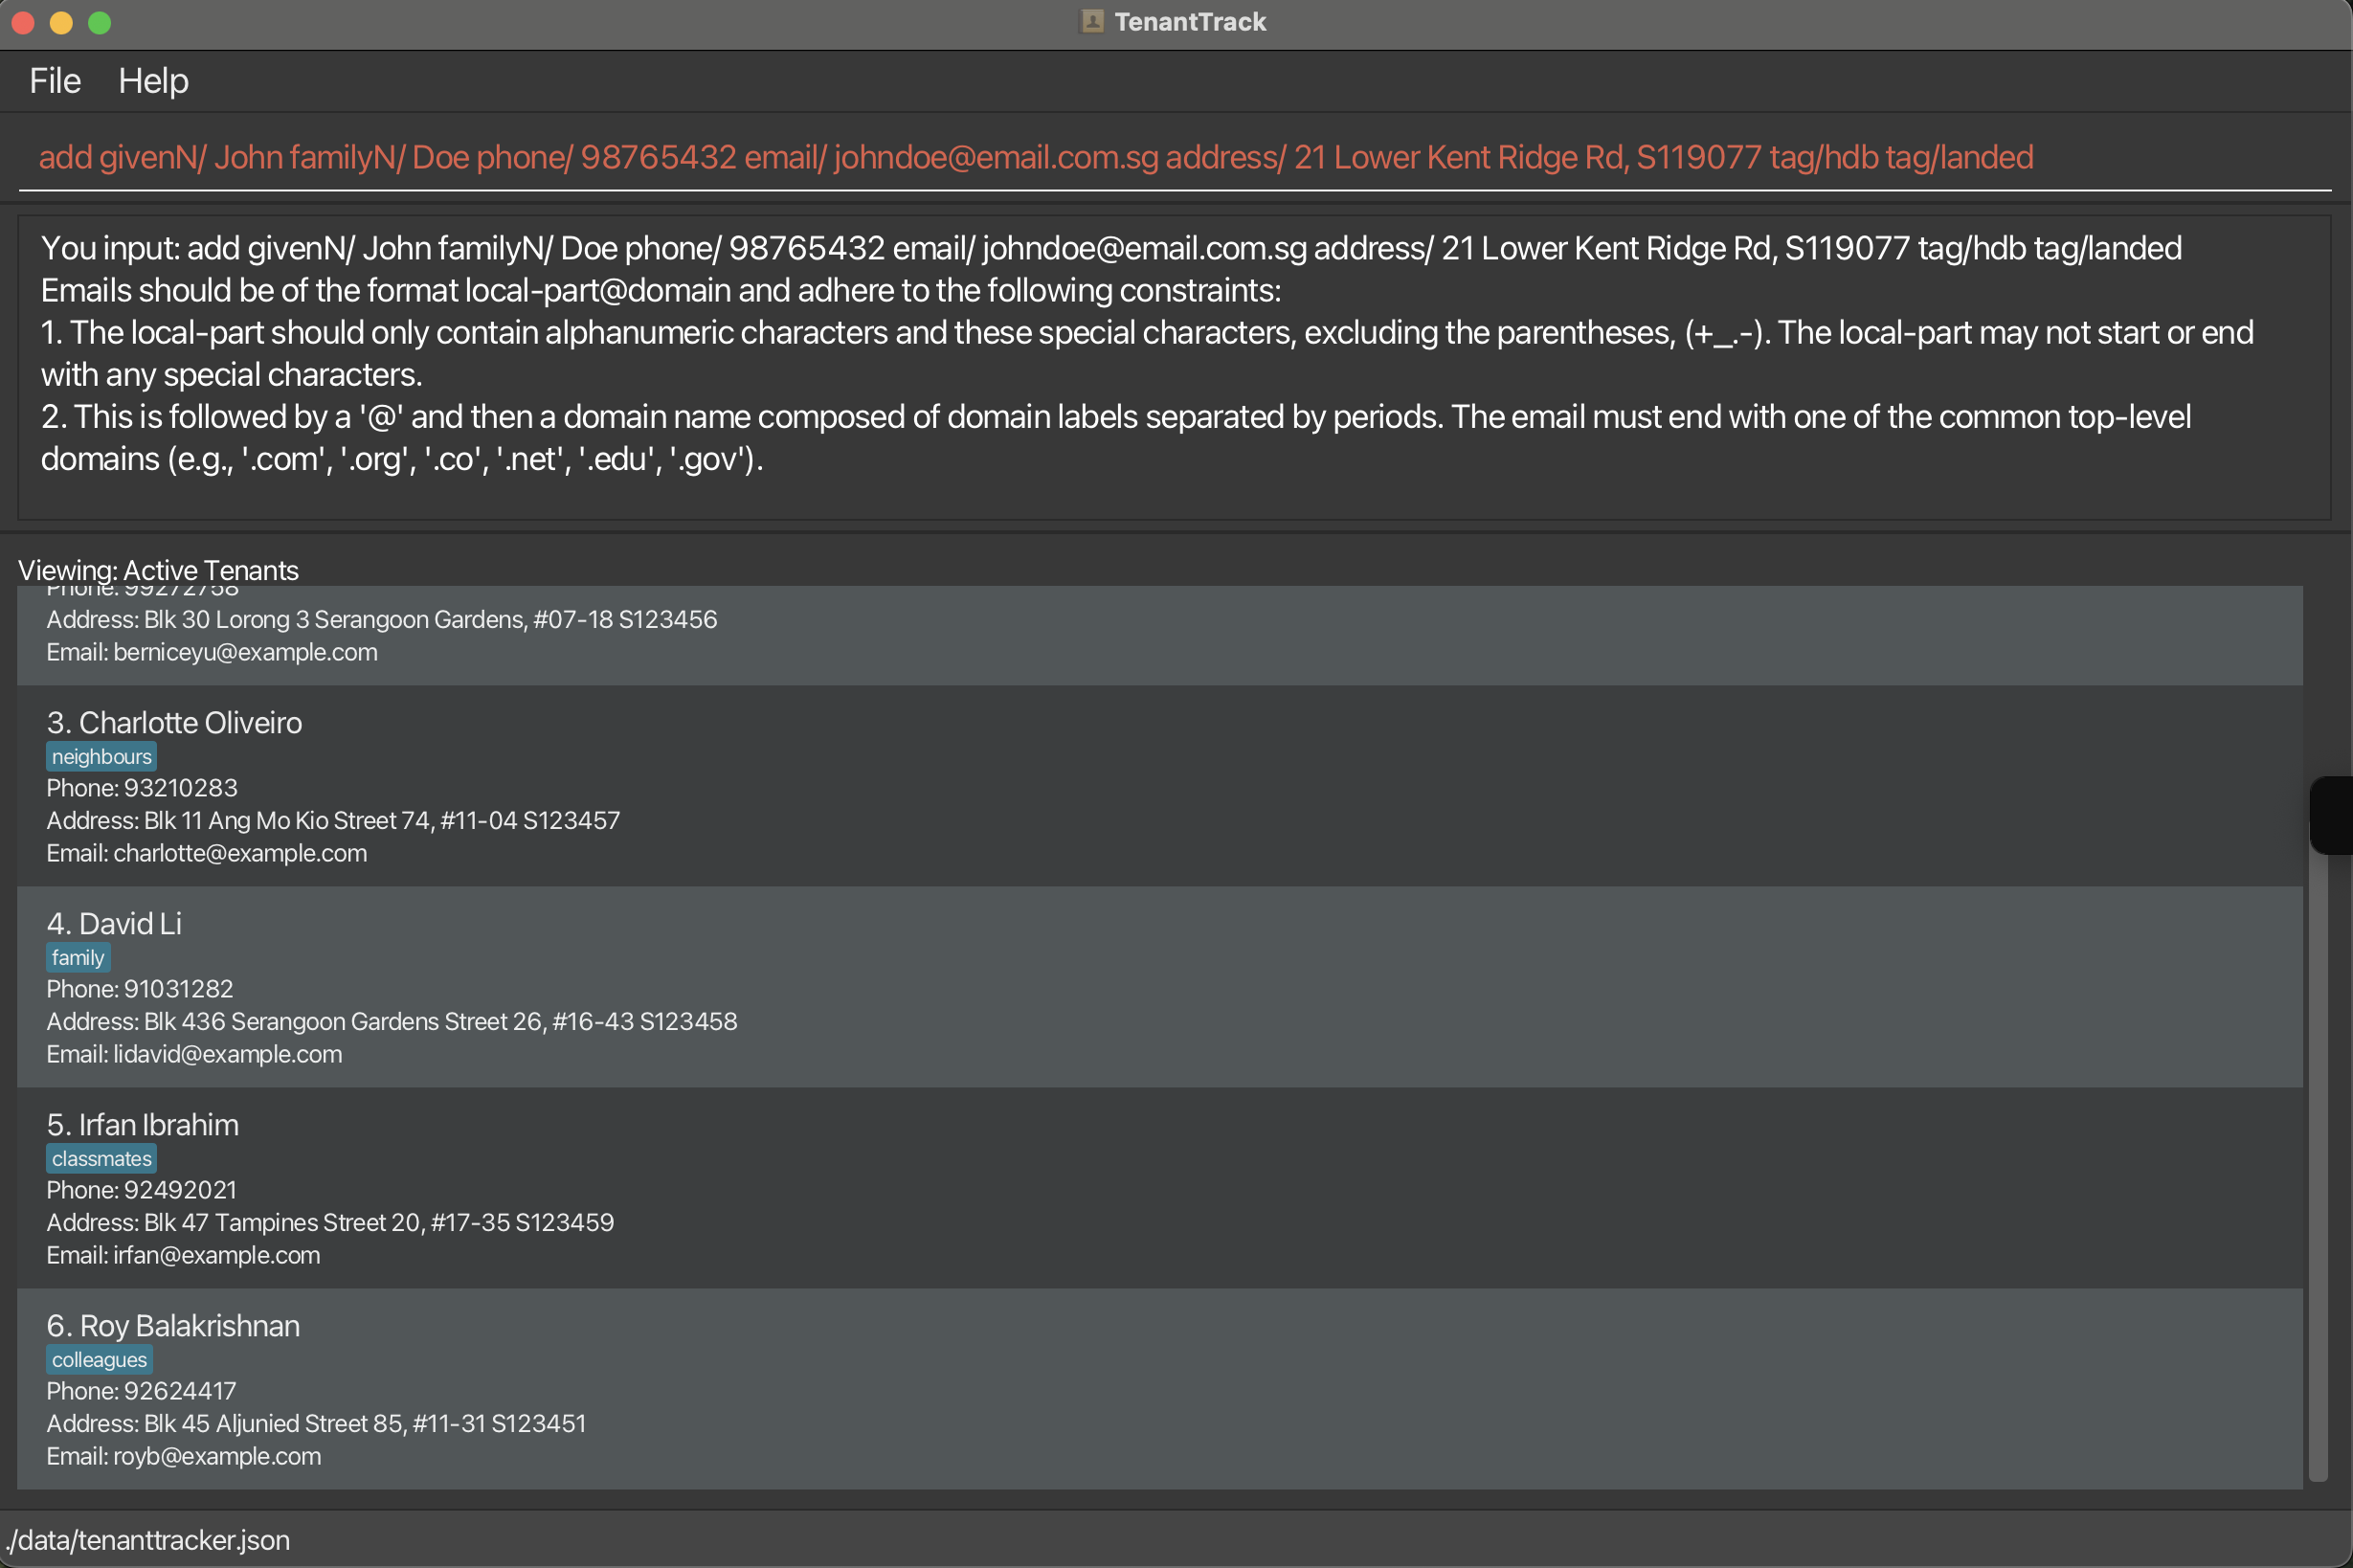 TenantTrack
File Help
add givenN/ John familyN/ Doe phone/ 98765432 email/ johndoe@email.com.sg address/ 21 Lower Kent Ridge Rd, S119077 tag/hdb tag/landed
You input: add givenN/ John familyN/ Doe phone/ 98765432 email/ johndoe@email.com.sg address/ 21 Lower Kent Ridge Rd, S119077 tag/hdb tag/landed
Emails should be of the format local-part@domain and adhere to the following constraints:
1. The local-part should only contain alphanumeric characters and these special characters, excluding the parentheses, (+_.-). The local-part may not start or end
with any special characters.
2. This is followed by a '@' and then a domain name composed of domain labels separated by periods. The email must end with one of the common top-level
domains (e.g., '.com', '.org', '.co', '.net', '.edu', '.gov').
Viewing: Active Tenants
Phone: 99272758
Address: Blk 30 Lorong 3 Serangoon Gardens, #07-18 S123456
Email: berniceyu@example.com
3. Charlotte Oliveiro
neighbours
Phone: 93210283
Address: Blk 11 Ang Mo Kio Street 74, #11-04 S123457
Email: charlotte@example.com
4. David Li
family
Phone: 91031282
Address: Blk 436 Serangoon Gardens Street 26, #16-43 S123458
Email: lidavid@example.com
5. Irfan Ibrahim
classmates
Phone: 92492021
Address: Blk 47 Tampines Street 20, #17-35 S123459
Email: irfan@example.com
6. Roy Balakrishnan
colleagues
Phone: 92624417
Address: Blk 45 Aljunied Street 85, #11-31 S123451
Email: royb@example.com
./data/tenanttracker.json